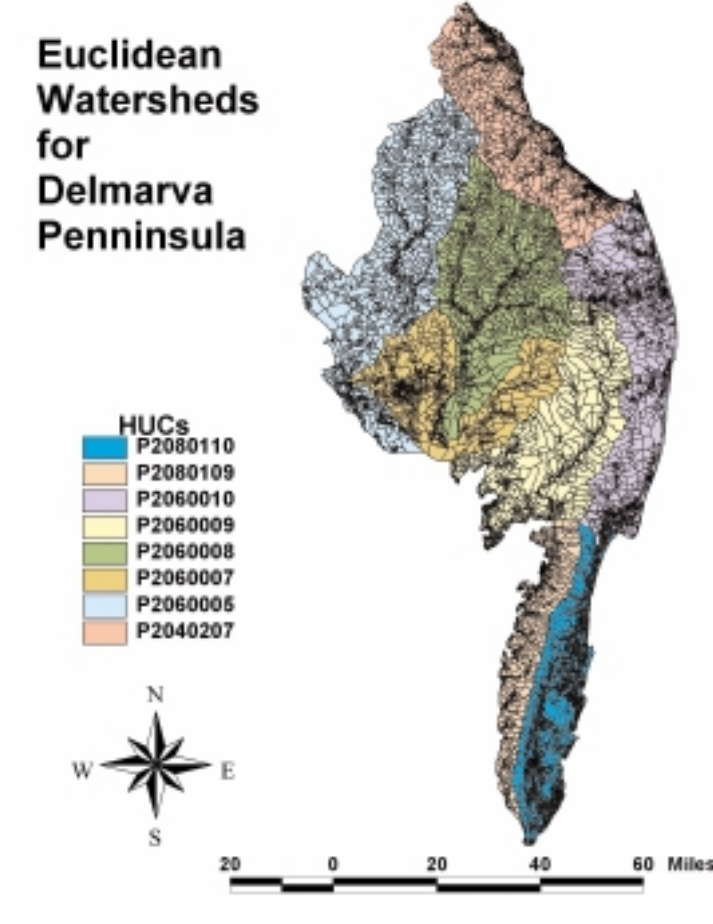 Euclidean
Watersheds
for
Delmarva
Penninsula
HUCs
P2080110
P2080109
P2060010
P2060009
P2060008
P2060007
P2060005
P2040207
N
W E
S
20 0 20 40 60 Miles